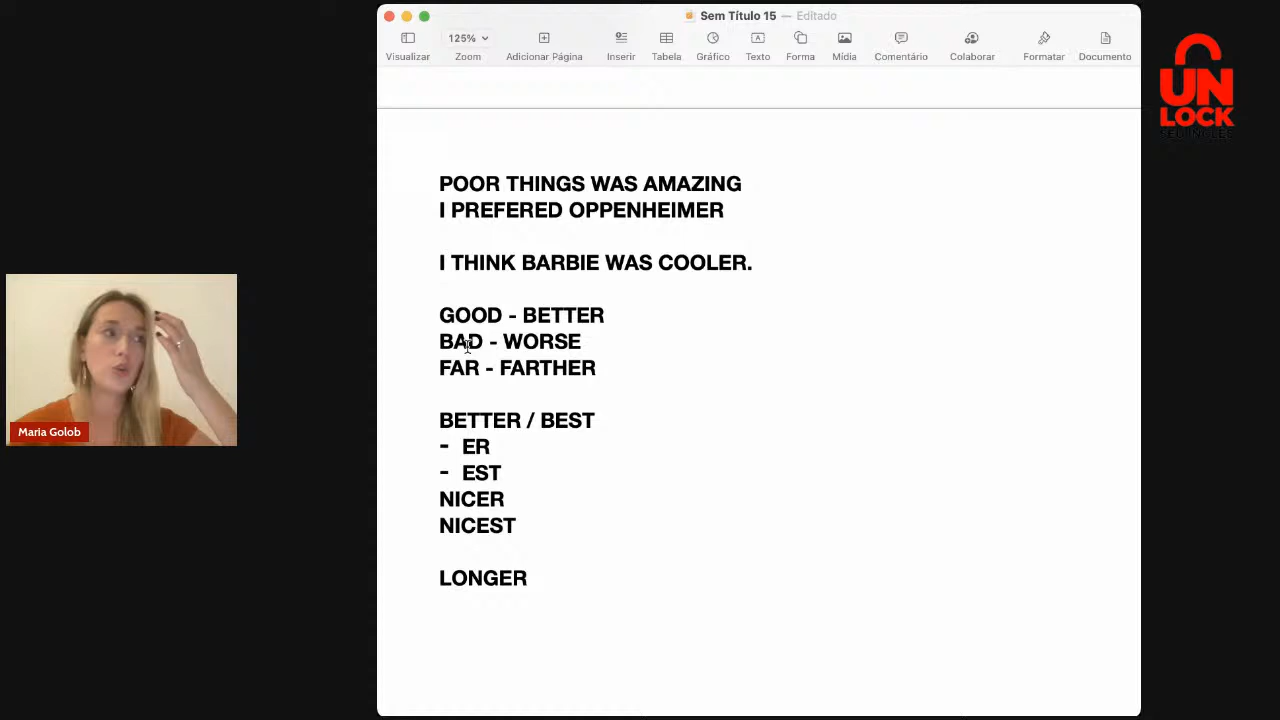 Sem Título 15 — Editado
125%
Visualizar Zoom Adicionar Página Inserir Tabela Gráfico Texto Forma Mídia Comentário Colaborar Formatar Documento
UN
LOCK
SEU INGLÊS
POOR THINGS WAS AMAZING
I PREFERED OPPENHEIMER
I THINK BARBIE WAS COOLER.
GOOD - BETTER
BAD - WORSE
FAR - FARTHER
BETTER / BEST
- ER
- EST
NICER
NICEST
LONGER
Maria Golob